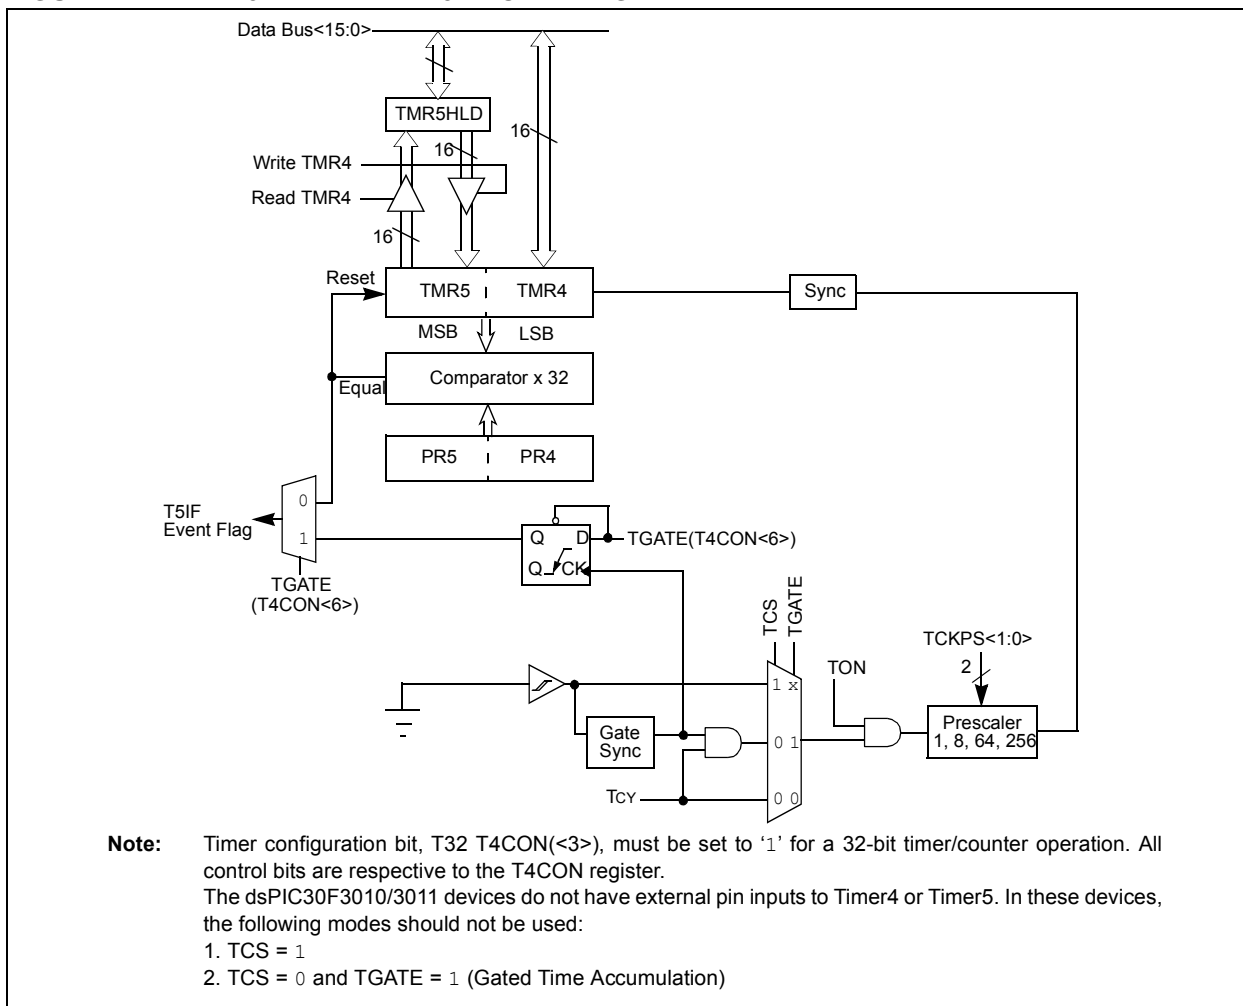 Data Bus<15:0>
TMR5HLD
16
16
Write TMR4
Read TMR4
16
Reset
TMR5
TMR4
Sync
MSB
LSB
Equal
Comparator x 32
PR5
PR4
0
1
T5IF
Event Flag
TGATE
(T4CON<6>)
Q
D
TGATE(T4CON<6>)
Q
CK
TCS
TGATE
TCKPS<1:0>
2
TON
1 x
Gate
Sync
0 1
Prescaler
1, 8, 64, 256
TCY
0 0
Note: Timer configuration bit, T32 T4CON(<3>), must be set to ‘1’ for a 32-bit timer/counter operation. All
control bits are respective to the T4CON register.
The dsPIC30F3010/3011 devices do not have external pin inputs to Timer4 or Timer5. In these devices,
the following modes should not be used:
1. TCS = 1
2. TCS = 0 and TGATE = 1 (Gated Time Accumulation)